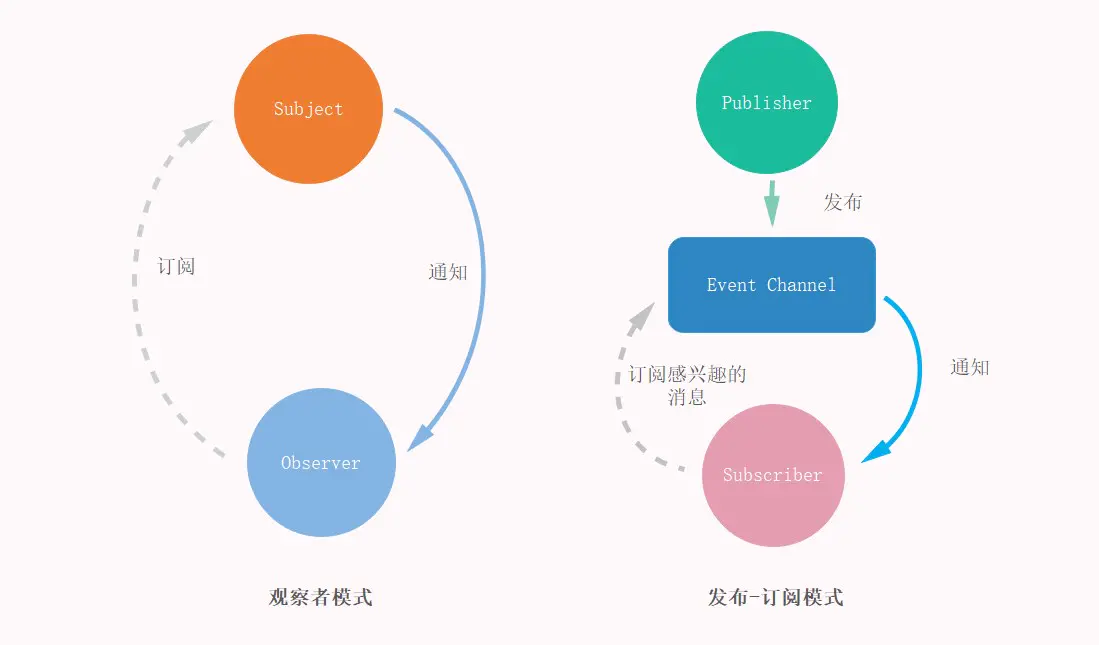 Subject
订阅
通知
Observer
观察者模式
Publisher
发布
Event Channel
订阅感兴趣的
消息
通知
Subscriber
发布-订阅模式